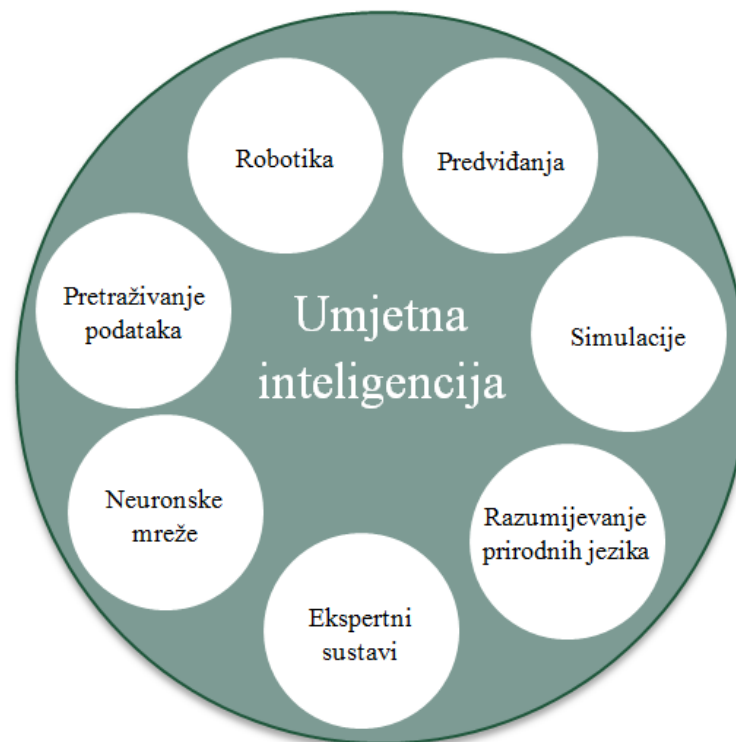 Robotika
Predviđanja
Pretraživanje
podataka
Umjetna
inteligencija
Simulacije
Neuronske
mreže
Razumijevanje
prirodnih jezika
Ekspertni
sustavi